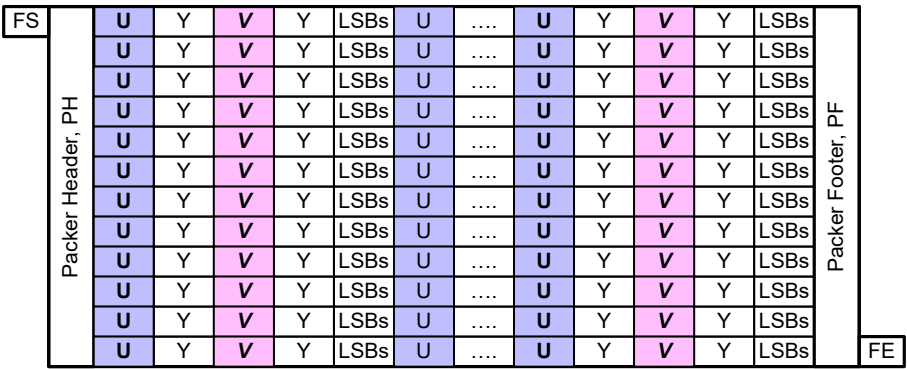 FS U Y V Y LSBs U .... U Y V Y LSBs
U Y V Y LSBs U .... U Y V Y LSBs
U Y V Y LSBs U .... U Y V Y LSBs
U Y V Y LSBs U .... U Y V Y LSBs
U Y V Y LSBs U .... U Y V Y LSBs
U Y V Y LSBs U .... U Y V Y LSBs
U Y V Y LSBs U .... U Y V Y LSBs
U Y V Y LSBs U .... U Y V Y LSBs
U Y V Y LSBs U .... U Y V Y LSBs
U Y V Y LSBs U .... U Y V Y LSBs
U Y V Y LSBs U .... U Y V Y LSBs
U Y V Y LSBs U .... U Y V Y LSBs FE
Packer Header, PH
Packer Footer, PF